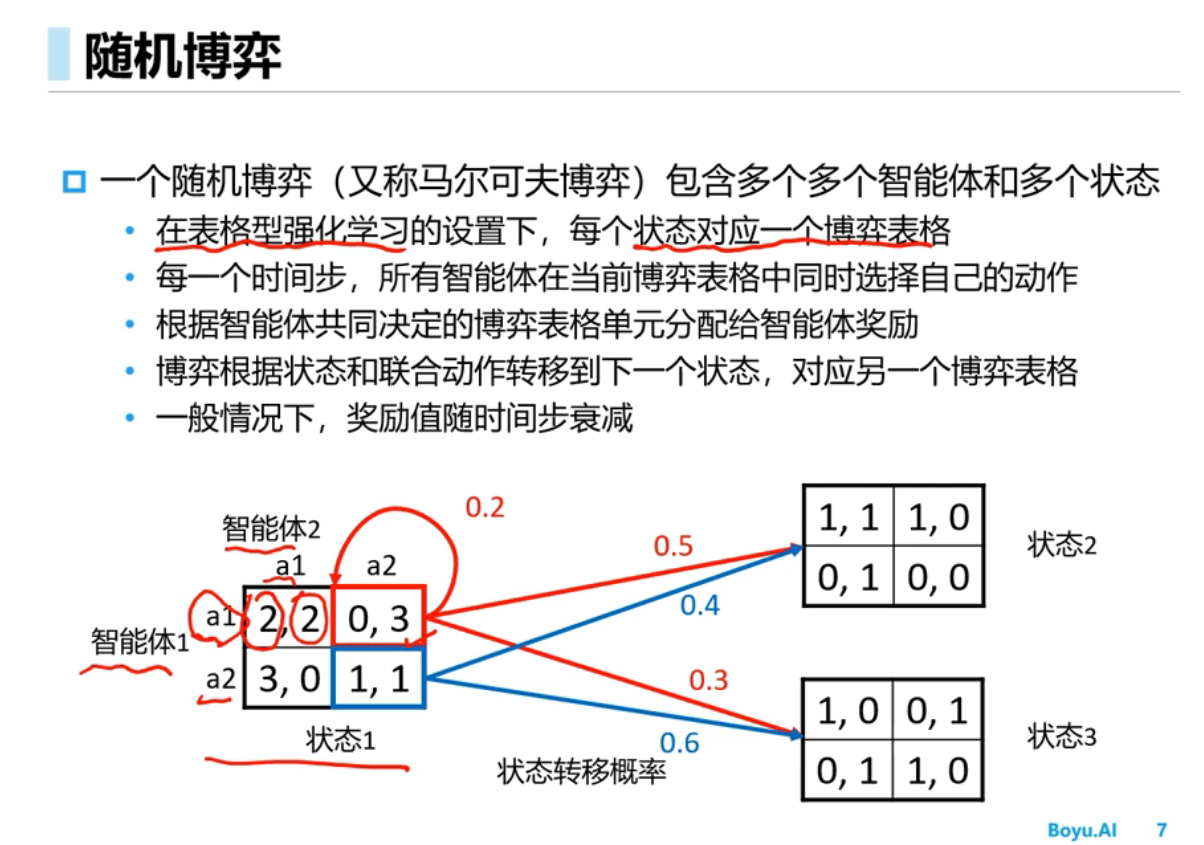 随机博弈
一个随机博弈（又称马尔可夫博弈）包含多个多个智能体和多个状态
• 在表格型强化学习的设置下，每个状态对应一个博弈表格
• 每一个时间步，所有智能体在当前博弈表格中同时选择自己的动作
• 根据智能体共同决定的博弈表格单元分配给智能体奖励
• 博弈根据状态和联合动作转移到下一个状态，对应另一个博弈表格
• 一般情况下，奖励值随时间步衰减
智能体2
a1 a2
智能体1
a1 2, 2 0, 3
a2 3, 0 1, 1
状态1
0.2
0.5
0.4
0.3
0.6
状态转移概率
1, 1 1, 0
0, 1 0, 0
状态2
1, 0 0, 1
0, 1 1, 0
状态3
Boyu.AI 7